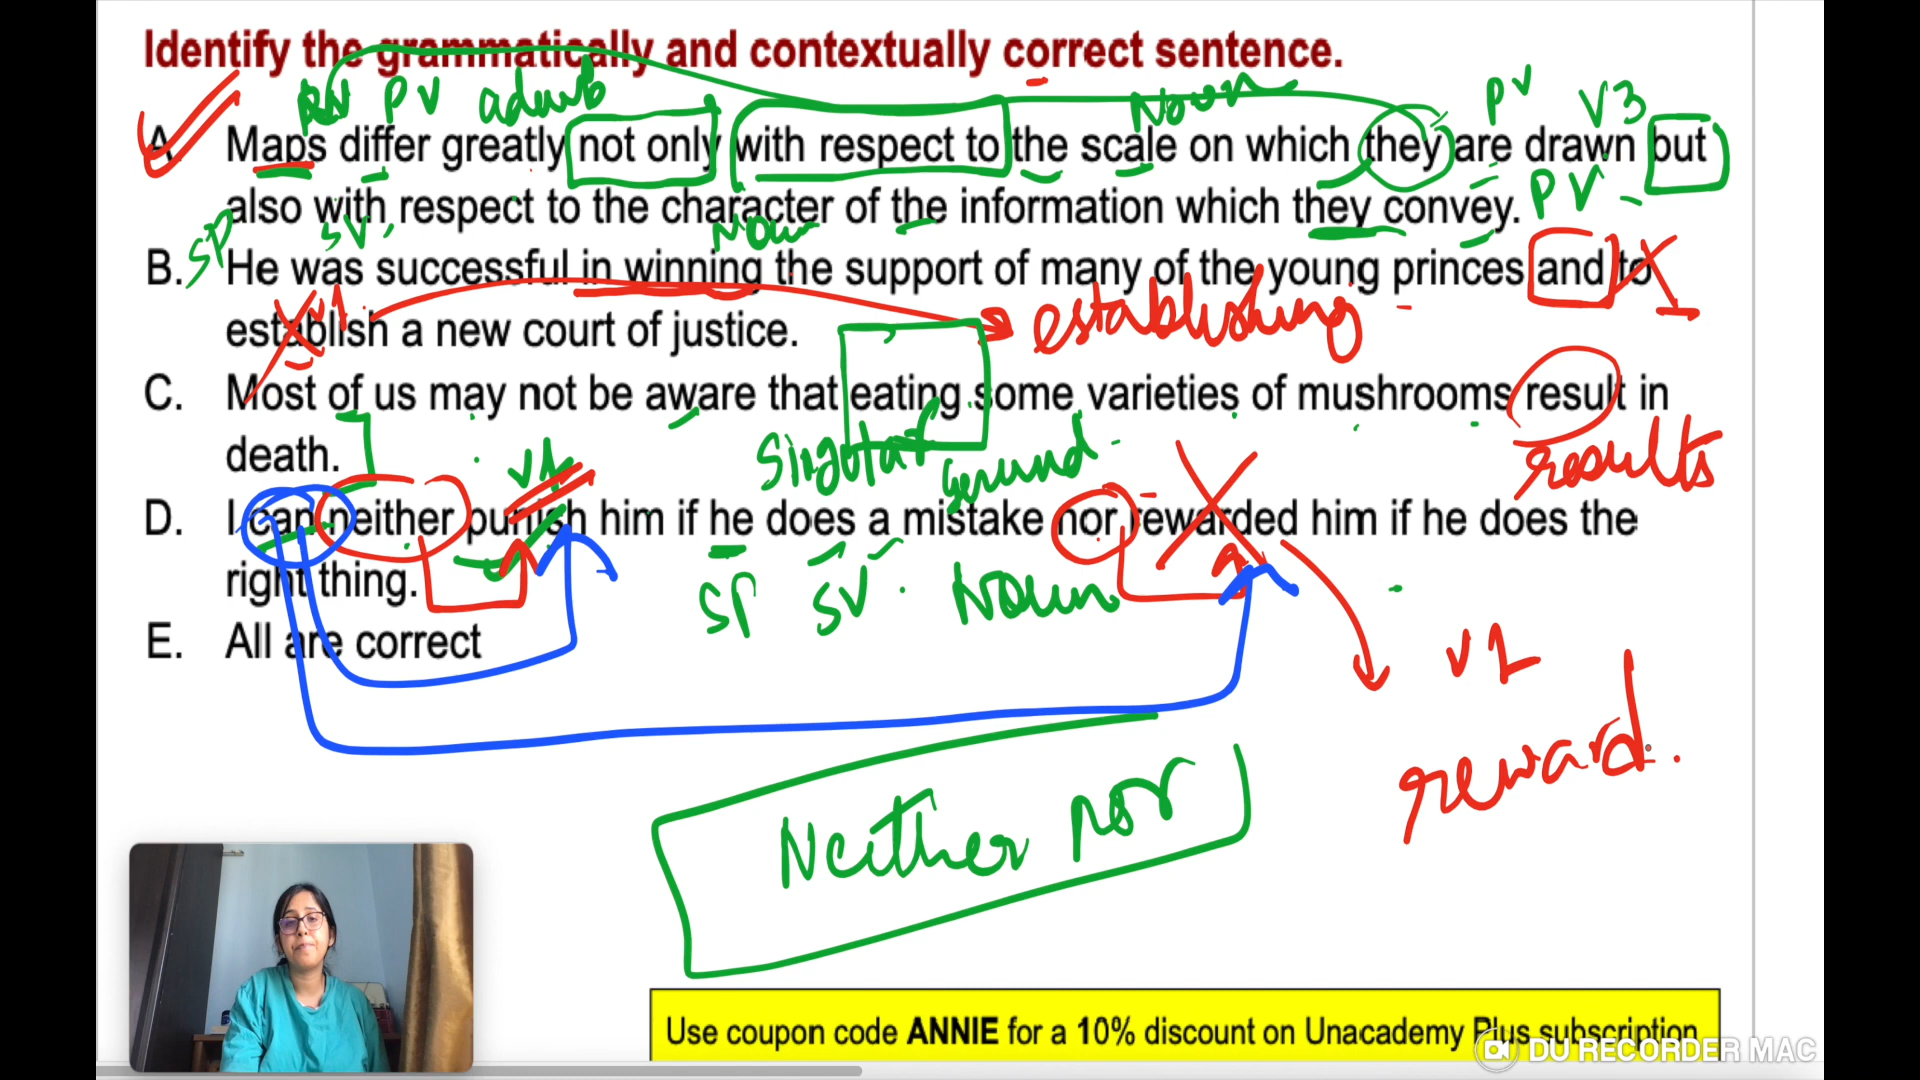 Identify the grammatically and contextually correct sentence.
PN PV adverb Noun PV V3
A. Maps differ greatly not only with respect to the scale on which they are drawn but
also with respect to the character of the information which they convey. PV
SP SV Noun
B. He was successful in winning the support of many of the young princes and to
V1 establishing
establish a new court of justice.
C. Most of us may not be aware that eating some varieties of mushrooms result in
results
death.
V1 gerund
D. I can neither punish him if he does a mistake nor rewarded him if he does the
right thing.
SP SV Noun
E. All are correct
V1
reward.
Neither nor
Use coupon code ANNIE for a 10% discount on Unacademy Plus subscription
DU RECORDER MAC